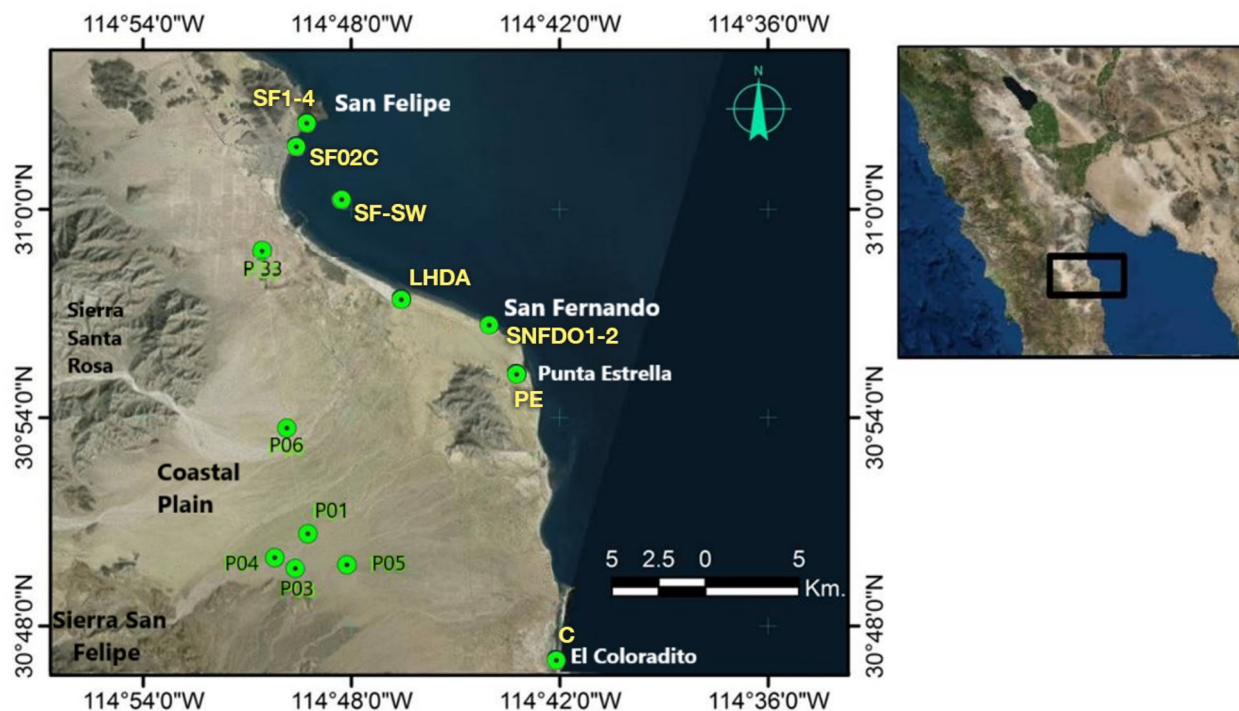 114°54'0"W
114°48'0"W
114°42'0"W
114°36'0"W
SF1-4
San Felipe
N
SF02C
31°0'0"N
31°0'0"N
SF-SW
P 33
LHDA
San Fernando
Sierra
Santa
Rosa
SNFDO1-2
Punta Estrella
PE
30°54'0"N
30°54'0"N
P06
Coastal
Plain
P01
P04
P05
P03
5 2.5 0 5
Km.
30°48'0"N
30°48'0"N
Sierra San
Felipe
C
El Coloradito
114°54'0"W
114°48'0"W
114°42'0"W
114°36'0"W